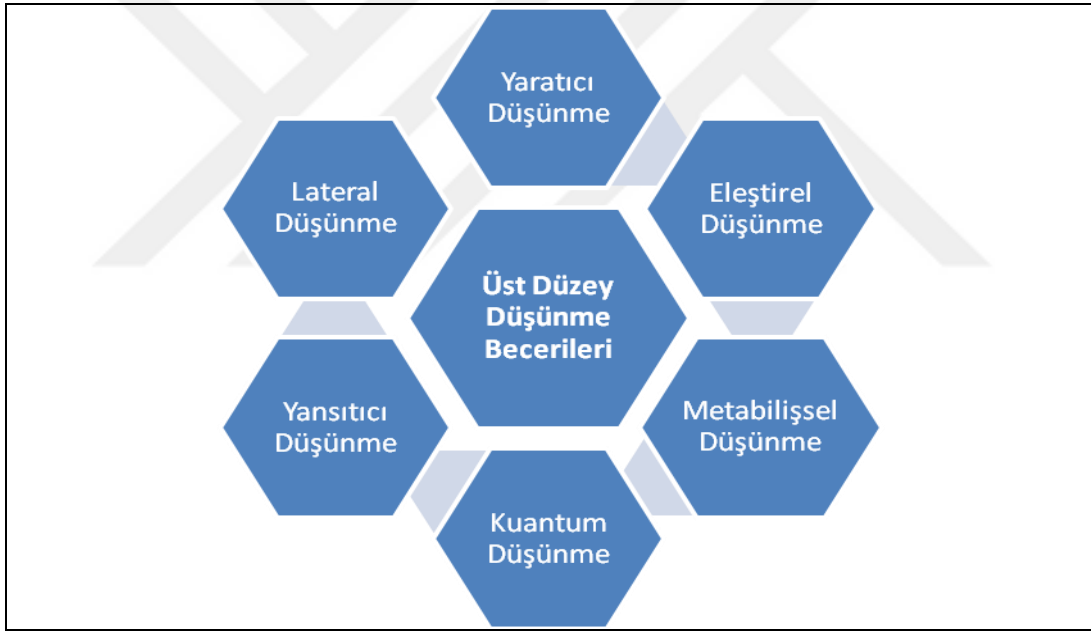 Yaratıcı
Düşünme
Lateral
Düşünme
Eleştirel
Düşünme
Üst Düzey
Düşünme
Becerileri
Yansıtıcı
Düşünme
Metabilişsel
Düşünme
Kuantum
Düşünme